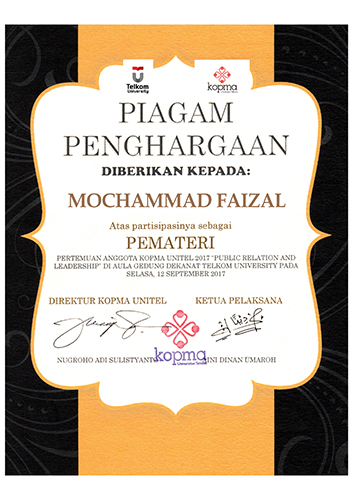 Telkom
University
kopma
PIAGAM
PENGHARGAAN
DIBERIKAN KEPADA:
MOCHAMMAD FAIZAL
Atas partisipasinya sebagai
PEMATERI
PERTEMUAN ANGGOTA KOPMA UNITEL 2017 "PUBLIC RELATION AND
LEADERSHIP" DI AULA GEDUNG DEKANAT TELKOM UNIVERSITY PADA
SELASA, 12 SEPTEMBER 2017
DIREKTUR KOPMA UNITEL KETUA PELAKSANA
kopma
NUGROHO ADI SULISTYANTO DINAN UMAROH